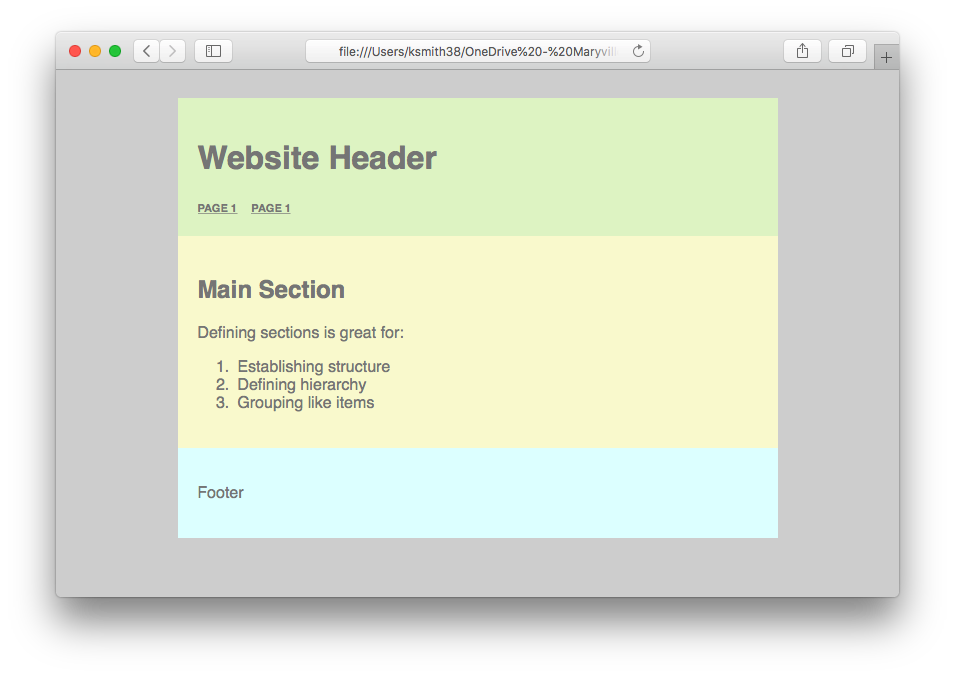 file:///Users/ksmith38/OneDrive%20-%20Maryvill
Website Header
PAGE 1 PAGE 1
Main Section
Defining sections is great for:
1. Establishing structure
2. Defining hierarchy
3. Grouping like items
Footer